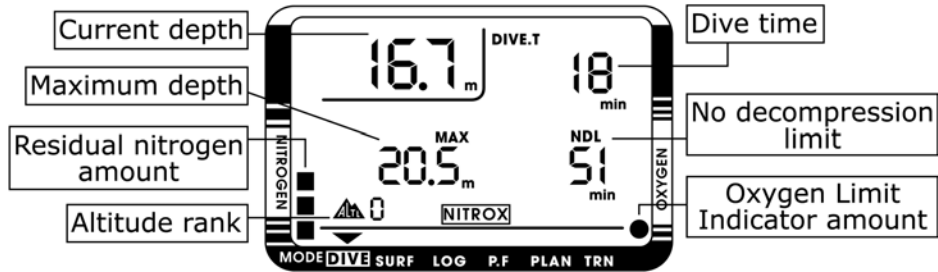 Current depth
16.7 m
DIVE.T
18 min
Dive time
Maximum depth
MAX
20.5 m
NDL
51 min
No decompression
limit
Residual nitrogen
amount
NITROGEN
OXYGEN
Altitude rank
ALTI 0
NITROX
Oxygen Limit
Indicator amount
MODE DIVE SURF LOG P.F PLAN TRN